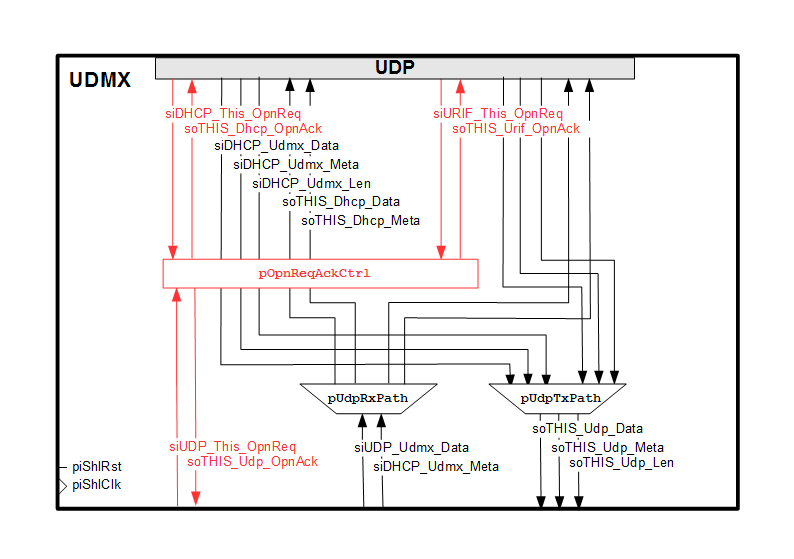 UDP
UDMX
siDHCP_This_OpnReq
soTHIS_Dhcp_OpnAck
siDHCP_Udmx_Data
siDHCP_Udmx_Meta
siDHCP_Udmx_Len
soTHIS_Dhcp_Data
soTHIS_Dhcp_Meta
siURIF_This_OpnReq
soTHIS_Urif_OpnAck
pOpnReqAckCtrl
pUdpRxPath
pUdpTxPath
siUDP_This_OpnReq
soTHIS_Udp_OpnAck
siUDP_Udmx_Data
siDHCP_Udmx_Meta
soTHIS_Udp_Data
soTHIS_Udp_Meta
soTHIS_Udp_Len
piShlRst
piShlClk